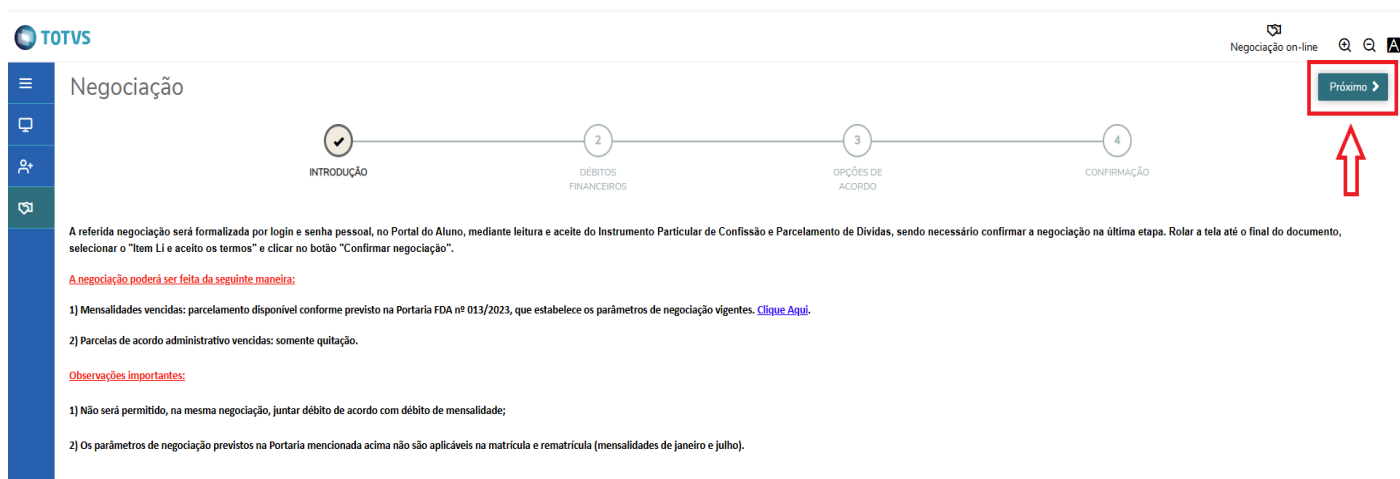 TOTVS
Negociação on-line
A
Negociação
Próximo
2
3
4
INTRODUÇÃO
DÉBITOS
FINANCEIROS
OPÇÕES DE
ACORDO
CONFIRMAÇÃO
A referida negociação será formalizada por login e senha pessoal, no Portal do Aluno, mediante leitura e aceite do Instrumento Particular de Confissão e Parcelamento de Dívidas, sendo necessário confirmar a negociação na última etapa. Rolar a tela até o final do documento,
selecionar o "Item Li e aceito os termos" e clicar no botão "Confirmar negociação".
A negociação poderá ser feita da seguinte maneira:
1) Mensalidades vencidas: parcelamento disponível conforme previsto na Portaria FDA nº 013/2023, que estabelece os parâmetros de negociação vigentes. Clique Aqui.
2) Parcelas de acordo administrativo vencidas: somente quitação.
Observações importantes:
1) Não será permitido, na mesma negociação, juntar débito de acordo com débito de mensalidade;
2) Os parâmetros de negociação previstos na Portaria mencionada acima não são aplicáveis na matrícula e rematrícula (mensalidades de janeiro e julho).